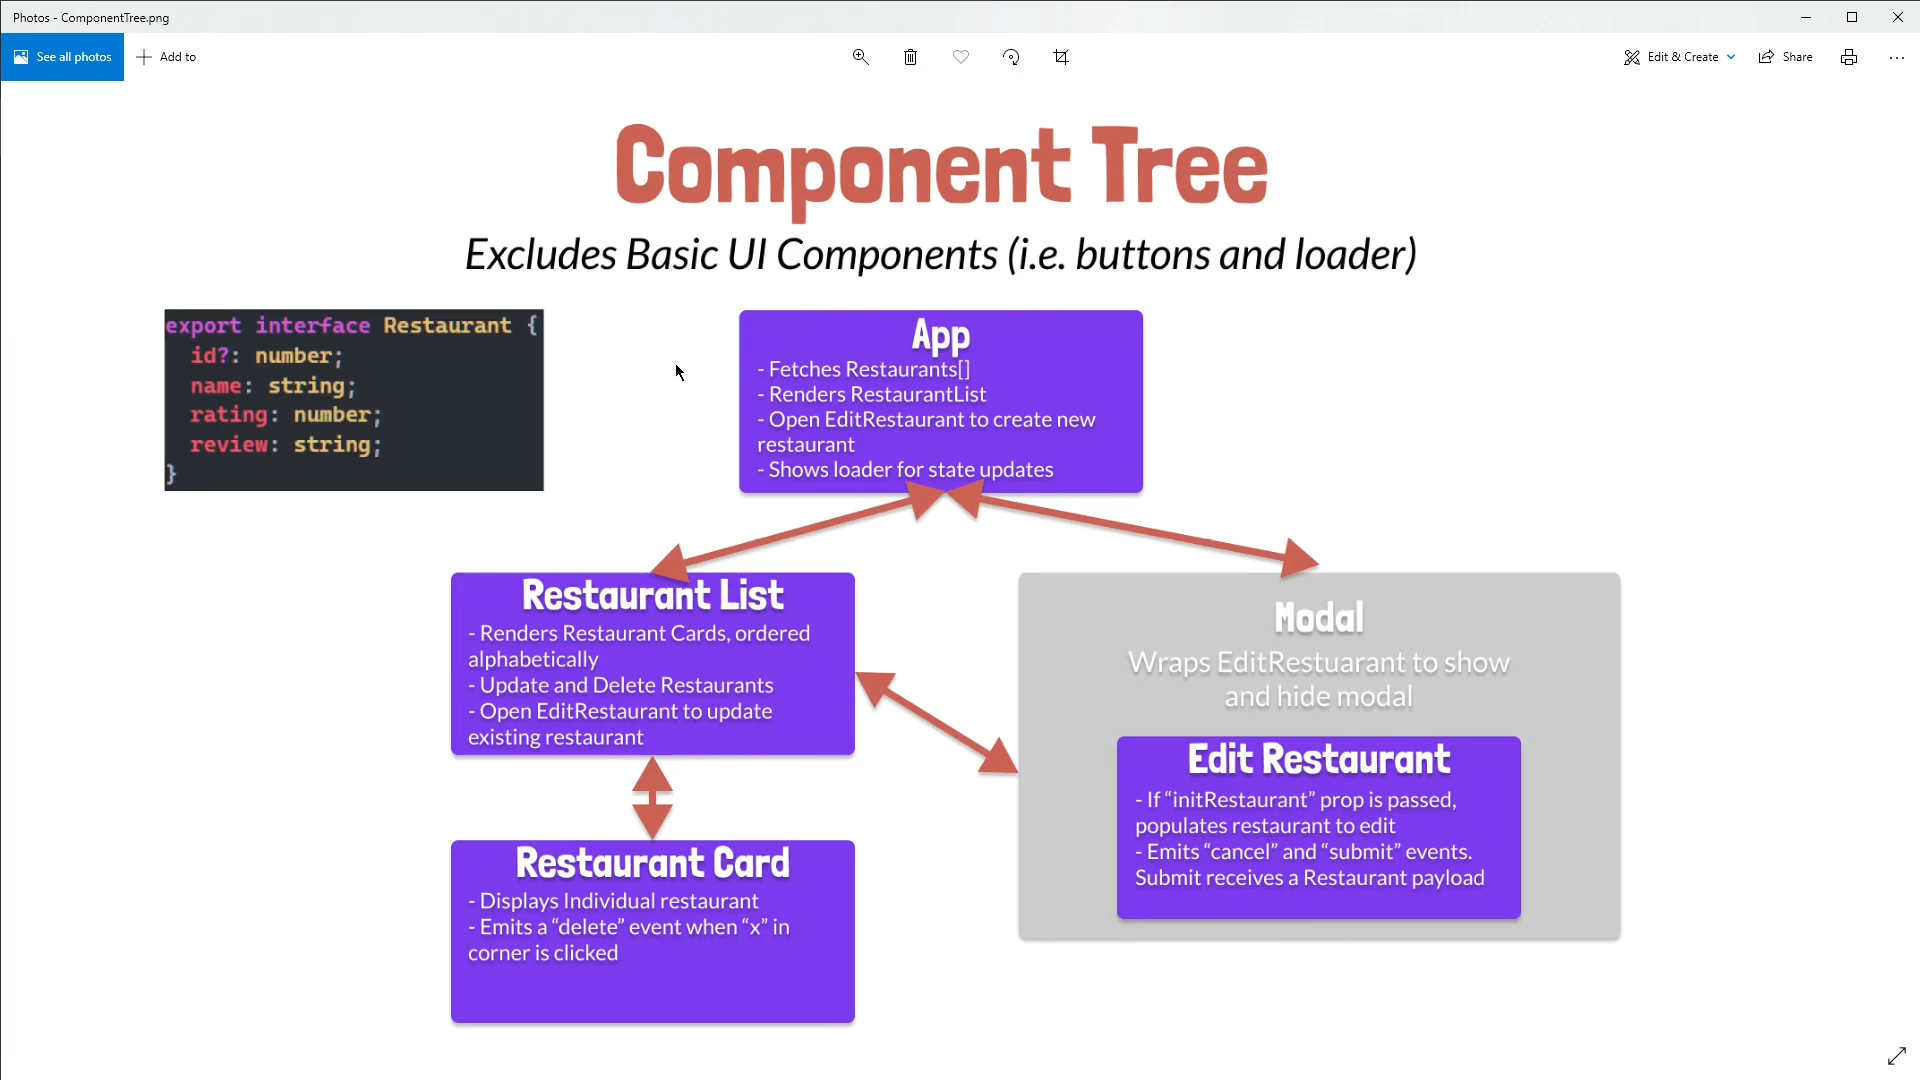 Photos - ComponentTree.png
See all photos
Add to
Edit & Create
Share
Component Tree
Excludes Basic UI Components (i.e. buttons and loader)
export interface Restaurant {
id?: number;
name: string;
rating: number;
review: string;
}
App
- Fetches Restaurants[]
- Renders RestaurantList
- Open EditRestaurant to create new
restaurant
- Shows loader for state updates
Restaurant List
- Renders Restaurant Cards, ordered
alphabetically
- Update and Delete Restaurants
- Open EditRestaurant to update
existing restaurant
Modal
Wraps EditRestuarant to show
and hide modal
Edit Restaurant
- If “initRestaurant” prop is passed,
populates restaurant to edit
- Emits “cancel” and “submit” events.
Submit receives a Restaurant payload
Restaurant Card
- Displays Individual restaurant
- Emits a “delete” event when “x” in
corner is clicked